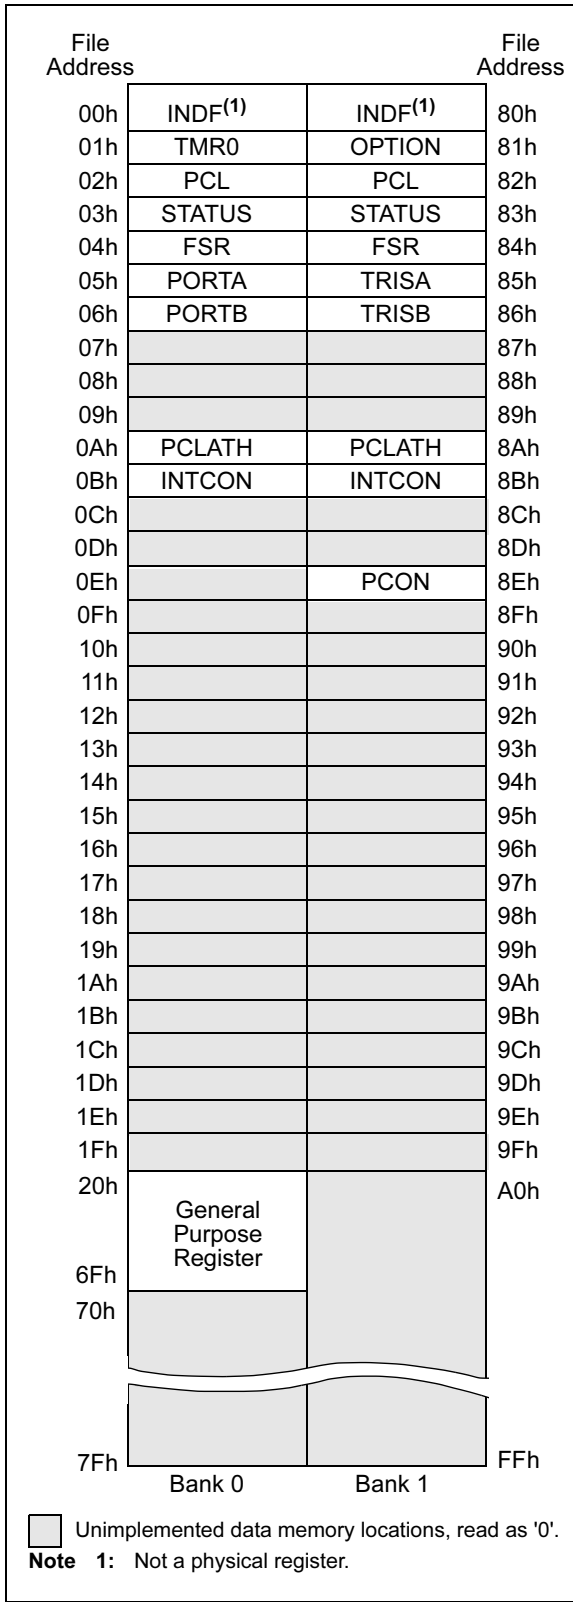 File Address File Address
00h INDF(1) INDF(1) 80h
01h TMR0 OPTION 81h
02h PCL PCL 82h
03h STATUS STATUS 83h
04h FSR FSR 84h
05h PORTA TRISA 85h
06h PORTB TRISB 86h
07h 87h
08h 88h
09h 89h
0Ah PCLATH PCLATH 8Ah
0Bh INTCON INTCON 8Bh
0Ch 8Ch
0Dh 8Dh
0Eh PCON 8Eh
0Fh 8Fh
10h 90h
11h 91h
12h 92h
13h 93h
14h 94h
15h 95h
16h 96h
17h 97h
18h 98h
19h 99h
1Ah 9Ah
1Bh 9Bh
1Ch 9Ch
1Dh 9Dh
1Eh 9Eh
1Fh 9Fh
20h A0h
General
Purpose
Register
6Fh
70h
7Fh FFh
Bank 0 Bank 1
Unimplemented data memory locations, read as '0'.
Note 1: Not a physical register.